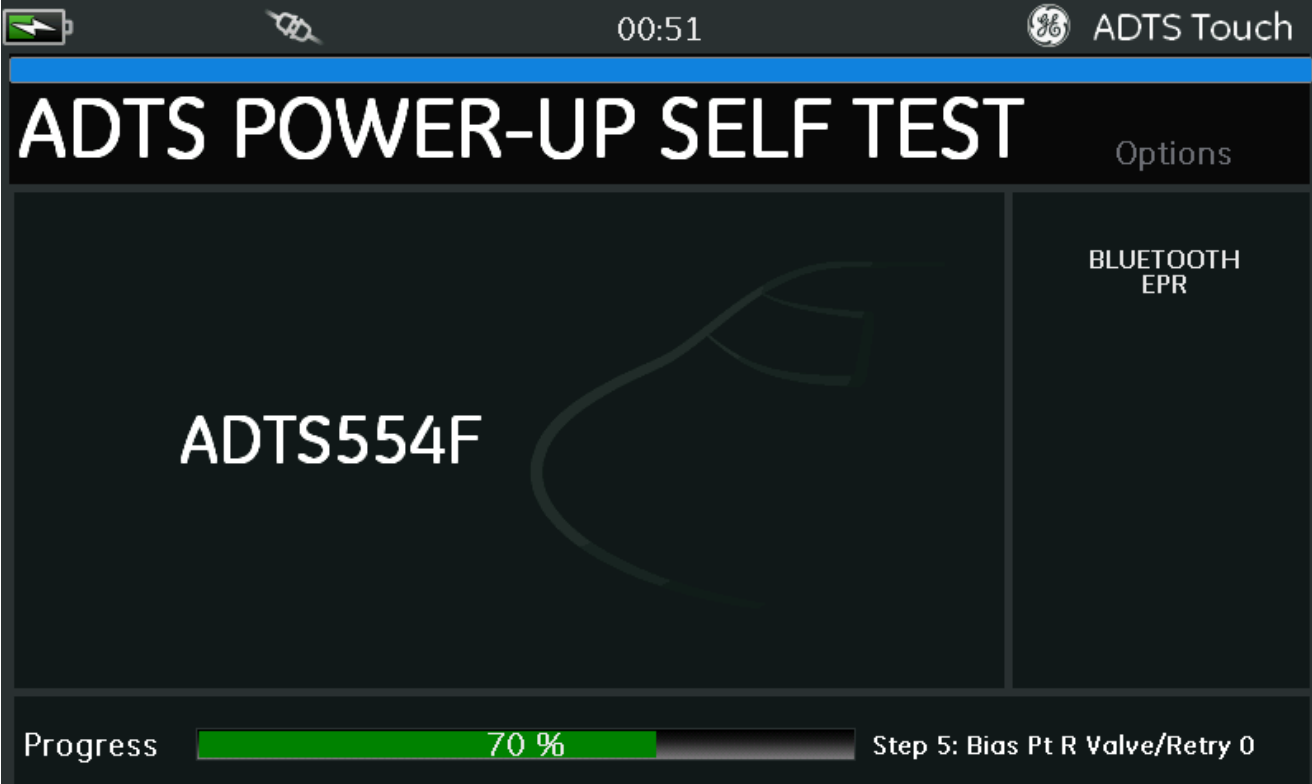 00:51
ADTS Touch
ADTS POWER-UP SELF TEST
Options
BLUETOOTH
EPR
ADTS554F
Progress
70 %
Step 5: Bias Pt R Valve/Retry 0